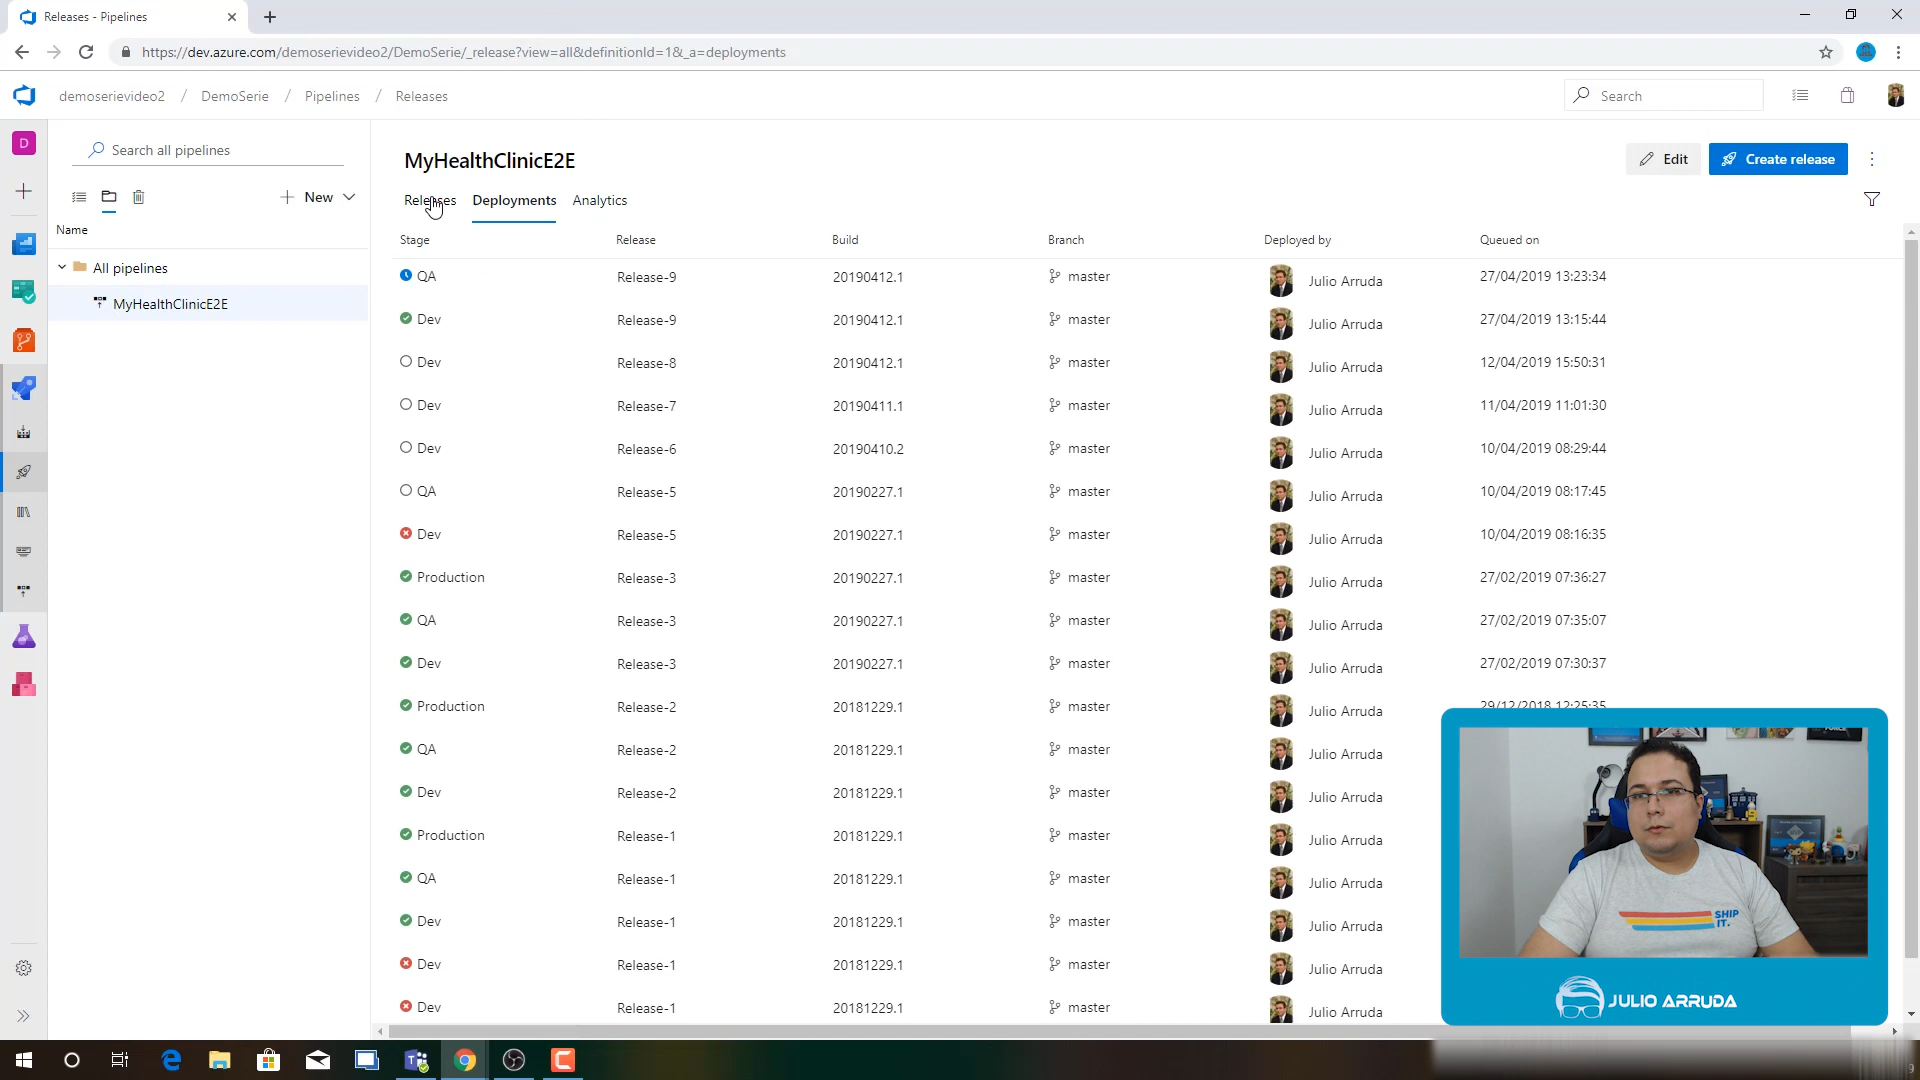 Releases - Pipelines
https://dev.azure.com/demoserievideo2/DemoSerie/_release?view=all&definitionId=1&_a=deployments
demoserievideo2 / DemoSerie / Pipelines / Releases
Search
D
Search all pipelines
New
Name
All pipelines
MyHealthClinicE2E
MyHealthClinicE2E
Edit
Create release
Releases Deployments Analytics
Stage Release Build Branch Deployed by Queued on
QA Release-9 20190412.1 master Julio Arruda 27/04/2019 13:23:34
Dev Release-9 20190412.1 master Julio Arruda 27/04/2019 13:15:44
Dev Release-8 20190412.1 master Julio Arruda 12/04/2019 15:50:31
Dev Release-7 20190411.1 master Julio Arruda 11/04/2019 11:01:30
Dev Release-6 20190410.2 master Julio Arruda 10/04/2019 08:29:44
QA Release-5 20190227.1 master Julio Arruda 10/04/2019 08:17:45
Dev Release-5 20190227.1 master Julio Arruda 10/04/2019 08:16:35
Production Release-3 20190227.1 master Julio Arruda 27/02/2019 07:36:27
QA Release-3 20190227.1 master Julio Arruda 27/02/2019 07:35:07
Dev Release-3 20190227.1 master Julio Arruda 27/02/2019 07:30:37
Production Release-2 20181229.1 master Julio Arruda 29/12/2018 12:25:35
QA Release-2 20181229.1 master Julio Arruda
Dev Release-2 20181229.1 master Julio Arruda
Production Release-1 20181229.1 master Julio Arruda
QA Release-1 20181229.1 master Julio Arruda
Dev Release-1 20181229.1 master Julio Arruda
Dev Release-1 20181229.1 master Julio Arruda
Dev Release-1 20181229.1 master Julio Arruda
SHIP
IT.
JULIO ARRUDA